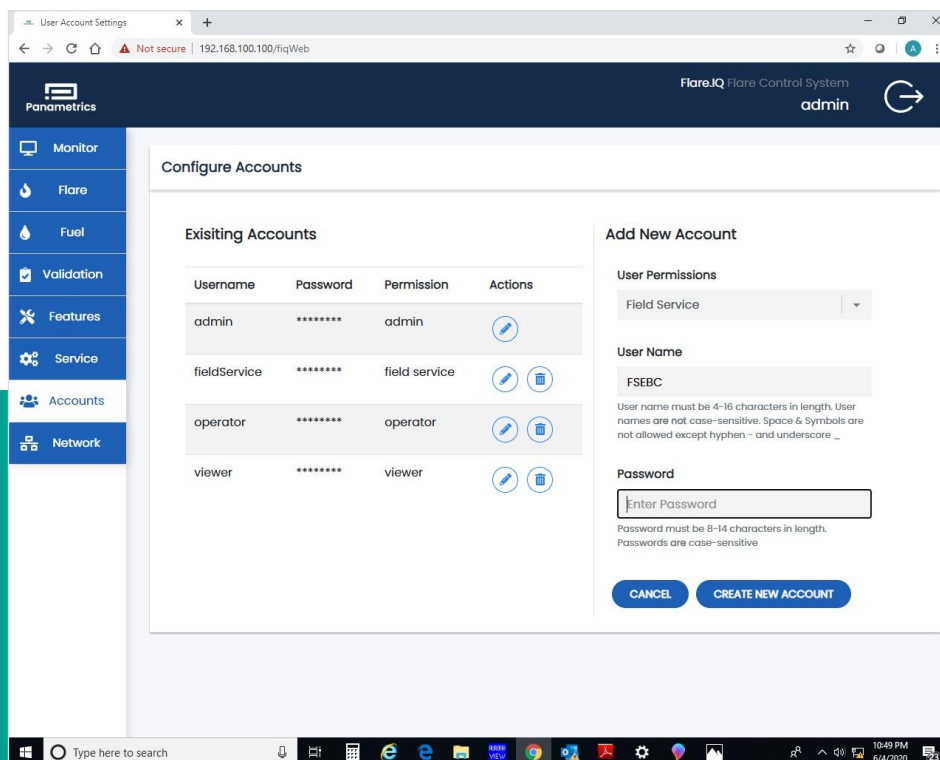 User Account Settings
Not secure | 192.168.100.100/fiqWeb
A
Panametrics
Flare.IQ Flare Control System
admin
Monitor
Flare
Fuel
Validation
Features
Service
Accounts
Network
Configure Accounts
Exisiting Accounts
Username Password Permission Actions
admin ******** admin
fieldService ******** field service
operator ******** operator
viewer ******** viewer
Add New Account
User Permissions
Field Service
User Name
FSEBC
User name must be 4-16 characters in length. User
names are not case-sensitive. Space & Symbols are
not allowed except hyphen - and underscore _
Password
Enter Password
Password must be 8-14 characters in length.
Passwords are case-sensitive
CANCEL CREATE NEW ACCOUNT
Type here to search
AURORA
VIEW
10:49 PM
6/4/2020
23